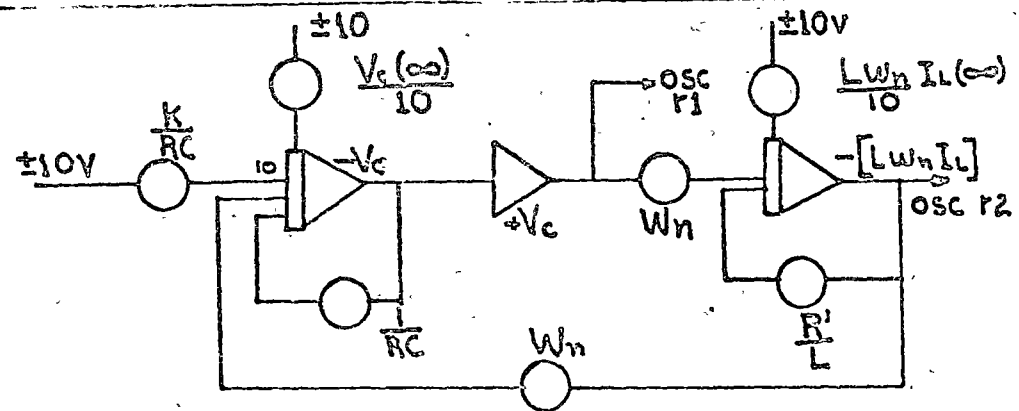 ±10
Vc(∞)
10
±10V
K
RC
10
-Vc
+Vc
OSC
r1
Wn
±10V
LWn IL(∞)
10
-[LWn IL]
OSC r2
1
RC
R'
L
Wn